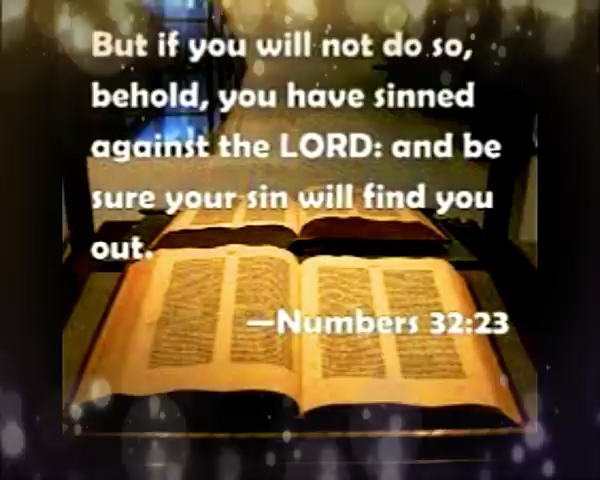 But if you will not do so,
behold, you have sinned
against the LORD: and be
sure your sin will find you
out.
—Numbers 32:23